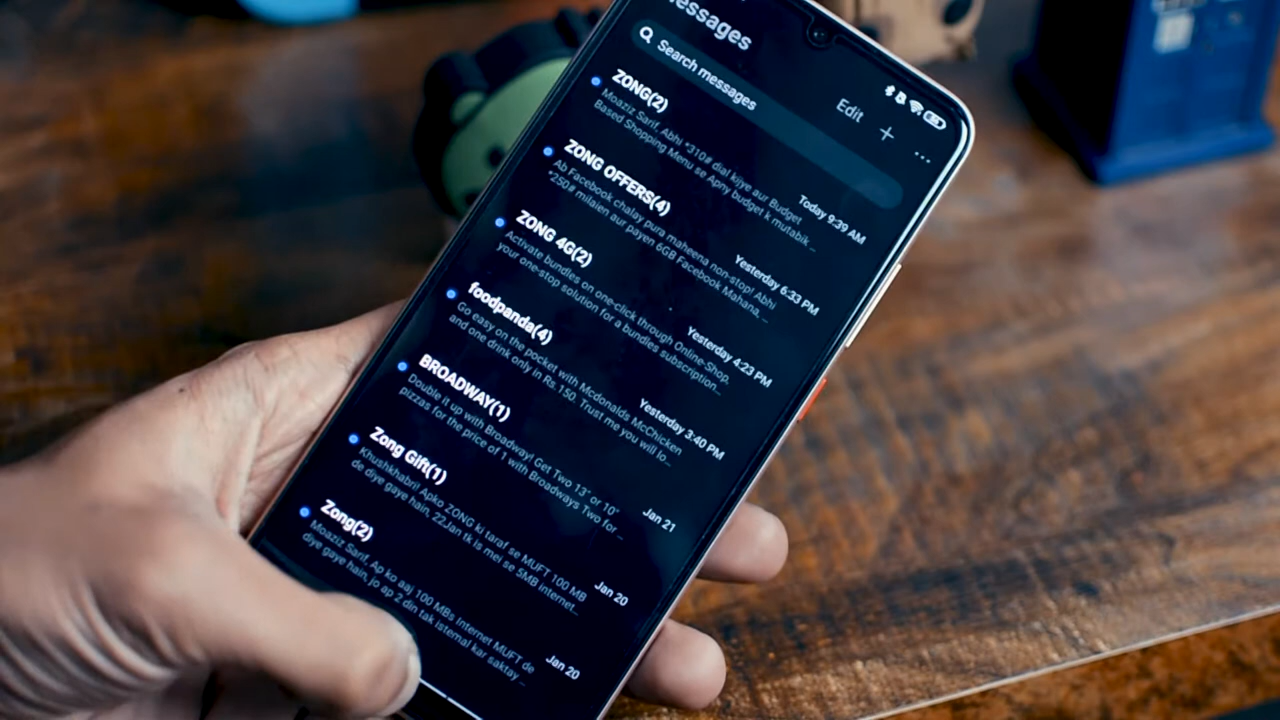 Messages
Search messages
Edit
ZONG(2)
Today 9:39 AM
Moaziz Sarif, Abhi *310# dial kijye aur Budget
Based Shopping Menu se Apny budget k mutabik...
ZONG OFFERS(4)
Yesterday 6:33 PM
Ab Facebook chalay pura maheena non-stop! Abhi
*250# milaien aur payen 6GB Facebook Mahana,...
ZONG 4G(2)
Yesterday 4:23 PM
Activate bundles on one-click through Online-Shop,
your one-stop solution for a bundles subscription...
foodpanda(4)
Yesterday 3:40 PM
Go easy on the pocket with Mcdonalds McChicken
and one drink only in Rs.150. Trust me you will lo...
BROADWAY(1)
Jan 21
Double it up with Broadway! Get Two 13" or 10"
pizzas for the price of 1 with Broadways Two for...
Zong Gift(1)
Jan 20
Khushkhabri! Apko ZONG ki taraf se MUFT 100 MB
de diye gaye hain. 22Jan tk is mei se 5MB internet...
Zong(2)
Jan 20
Moaziz Sarif, Ap ko aaj 100 MBs Internet MUFT de
diye gaye hain, jo ap 2 din tak istemal kar saktay...